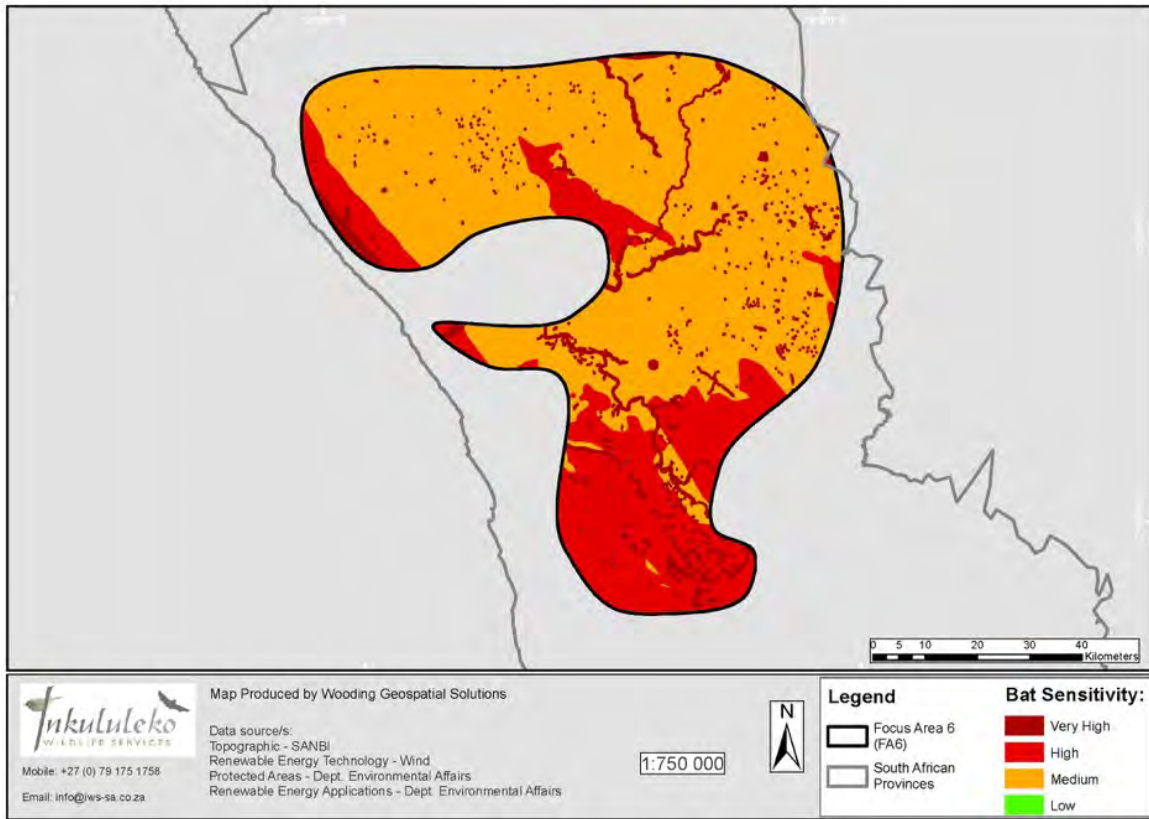 0 5 10 20 30 40
Kilometers
Inkululeko
WILDLIFE SERVICES
Mobile: +27 (0) 79 175 1758
Email: info@iws-sa.co.za
Map Produced by Wooding Geospatial Solutions
Data source/s:
Topographic - SANBI
Renewable Energy Technology - Wind
Protected Areas - Dept. Environmental Affairs
Renewable Energy Applications - Dept. Environmental Affairs
1:750 000
N
Legend
Focus Area 6
(FA6)
South African
Provinces
Bat Sensitivity:
Very High
High
Medium
Low